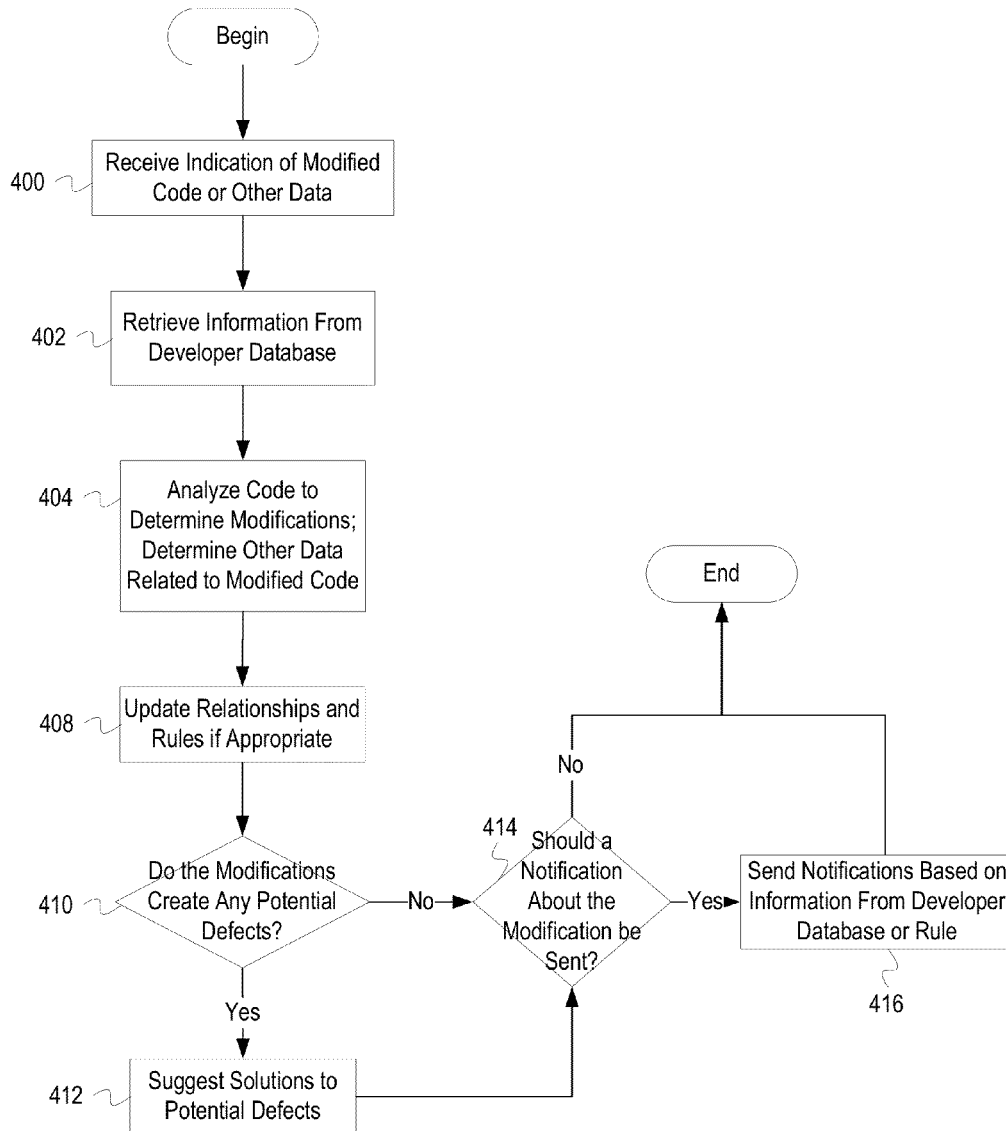 Begin
400
Receive Indication of Modified
Code or Other Data
402
Retrieve Information From
Developer Database
404
Analyze Code to
Determine Modifications;
Determine Other Data
Related to Modified Code
End
408
Update Relationships and
Rules if Appropriate
No
410
Do the Modifications
Create Any Potential
Defects?
No
414
Should a
Notification
About the
Modification be
Sent?
Yes
Send Notifications Based on
Information From Developer
Database or Rule
416
Yes
412
Suggest Solutions to
Potential Defects